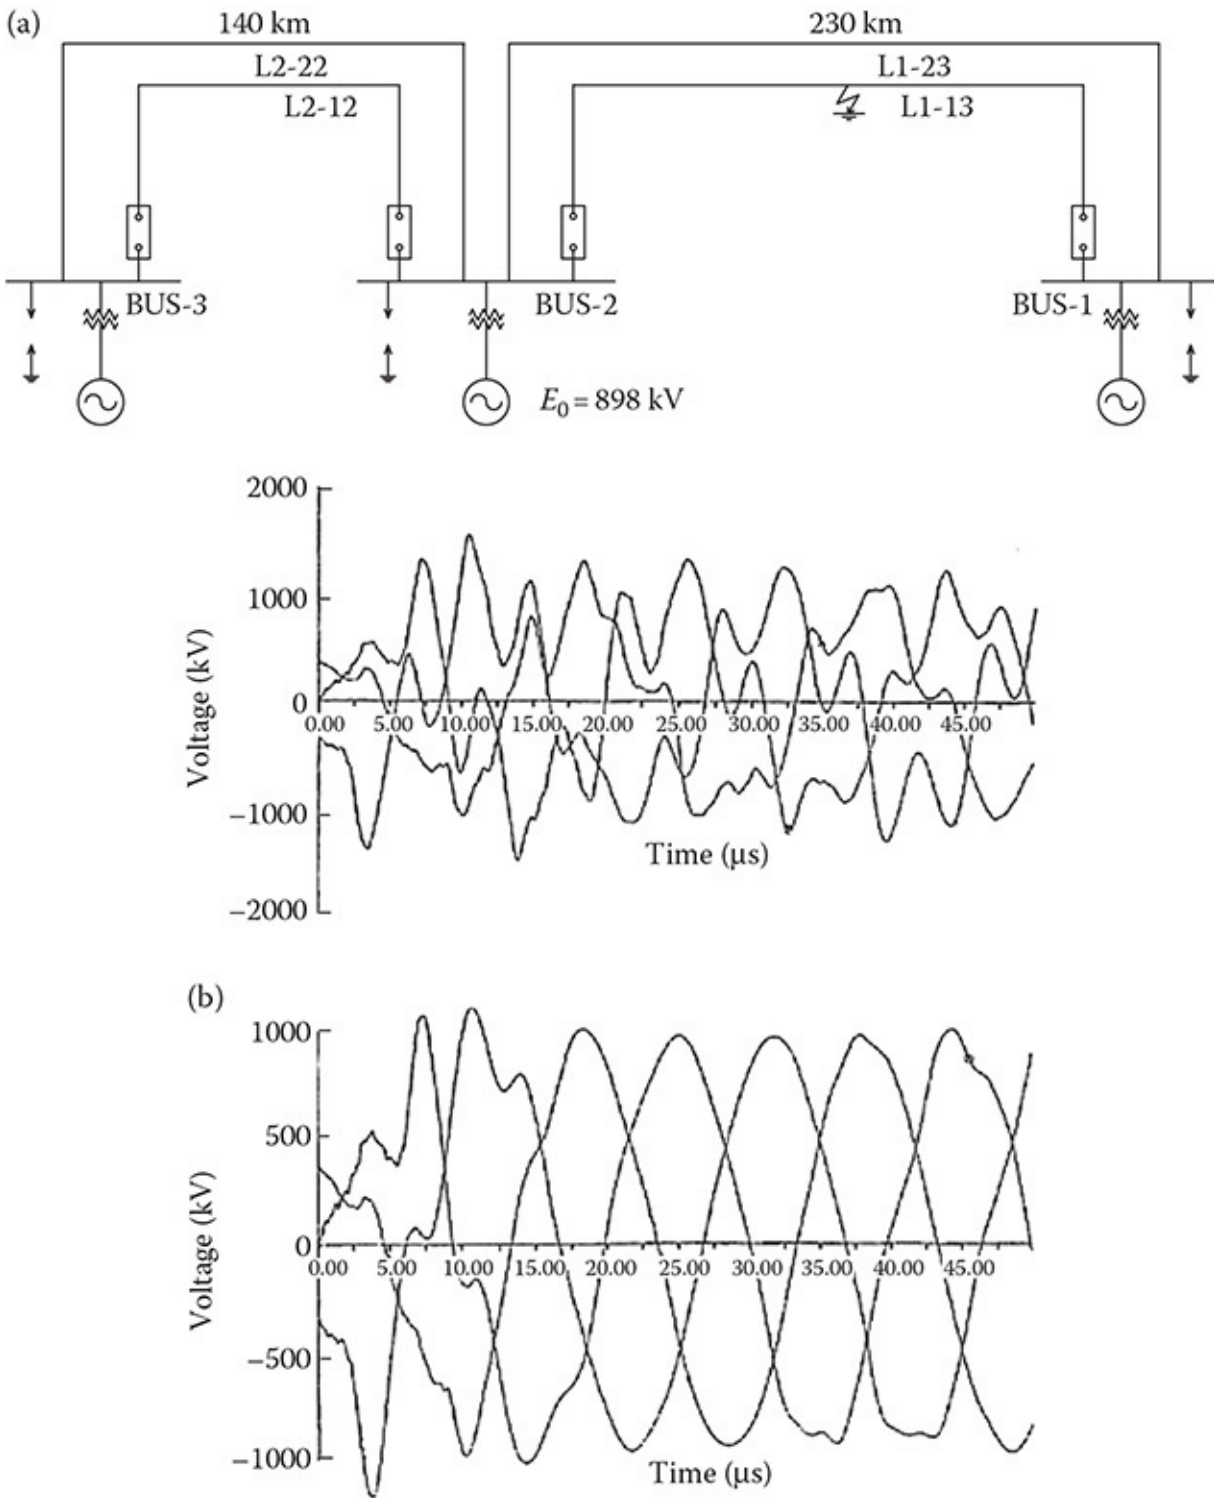 (a)
140 km
230 km
L2-22
L1-23
L2-12
L1-13
BUS-3
BUS-2
BUS-1
E₀ = 898 kV
2000
1000
0
0.00 5.00 10.00 15.00 20.00 25.00 30.00 35.00 40.00 45.00
−1000
−2000
Voltage (kV)
Time (μs)
(b)
1000
500
0
0.00 5.00 10.00 15.00 20.00 25.00 30.00 35.00 40.00 45.00
−500
−1000
Voltage (kV)
Time (μs)